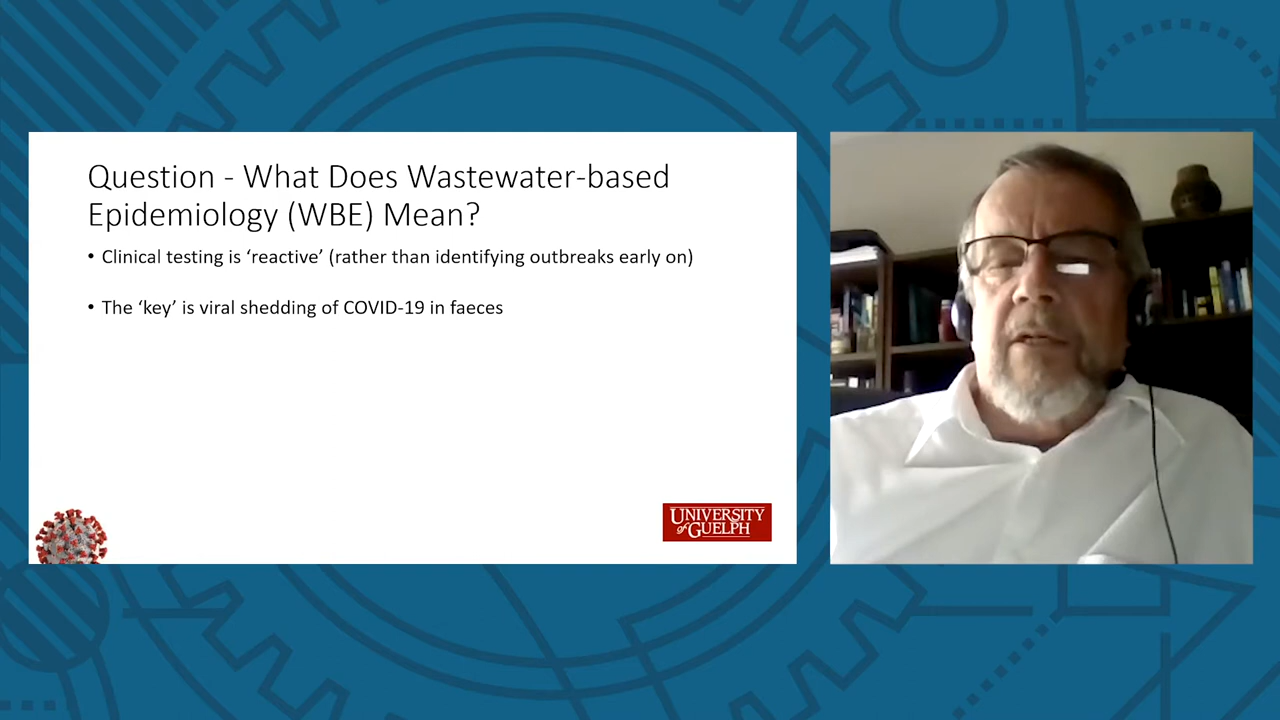 Question - What Does Wastewater-based
Epidemiology (WBE) Mean?
• Clinical testing is ‘reactive’ (rather than identifying outbreaks early on)
• The ‘key’ is viral shedding of COVID-19 in faeces
UNIVERSITY
of GUELPH